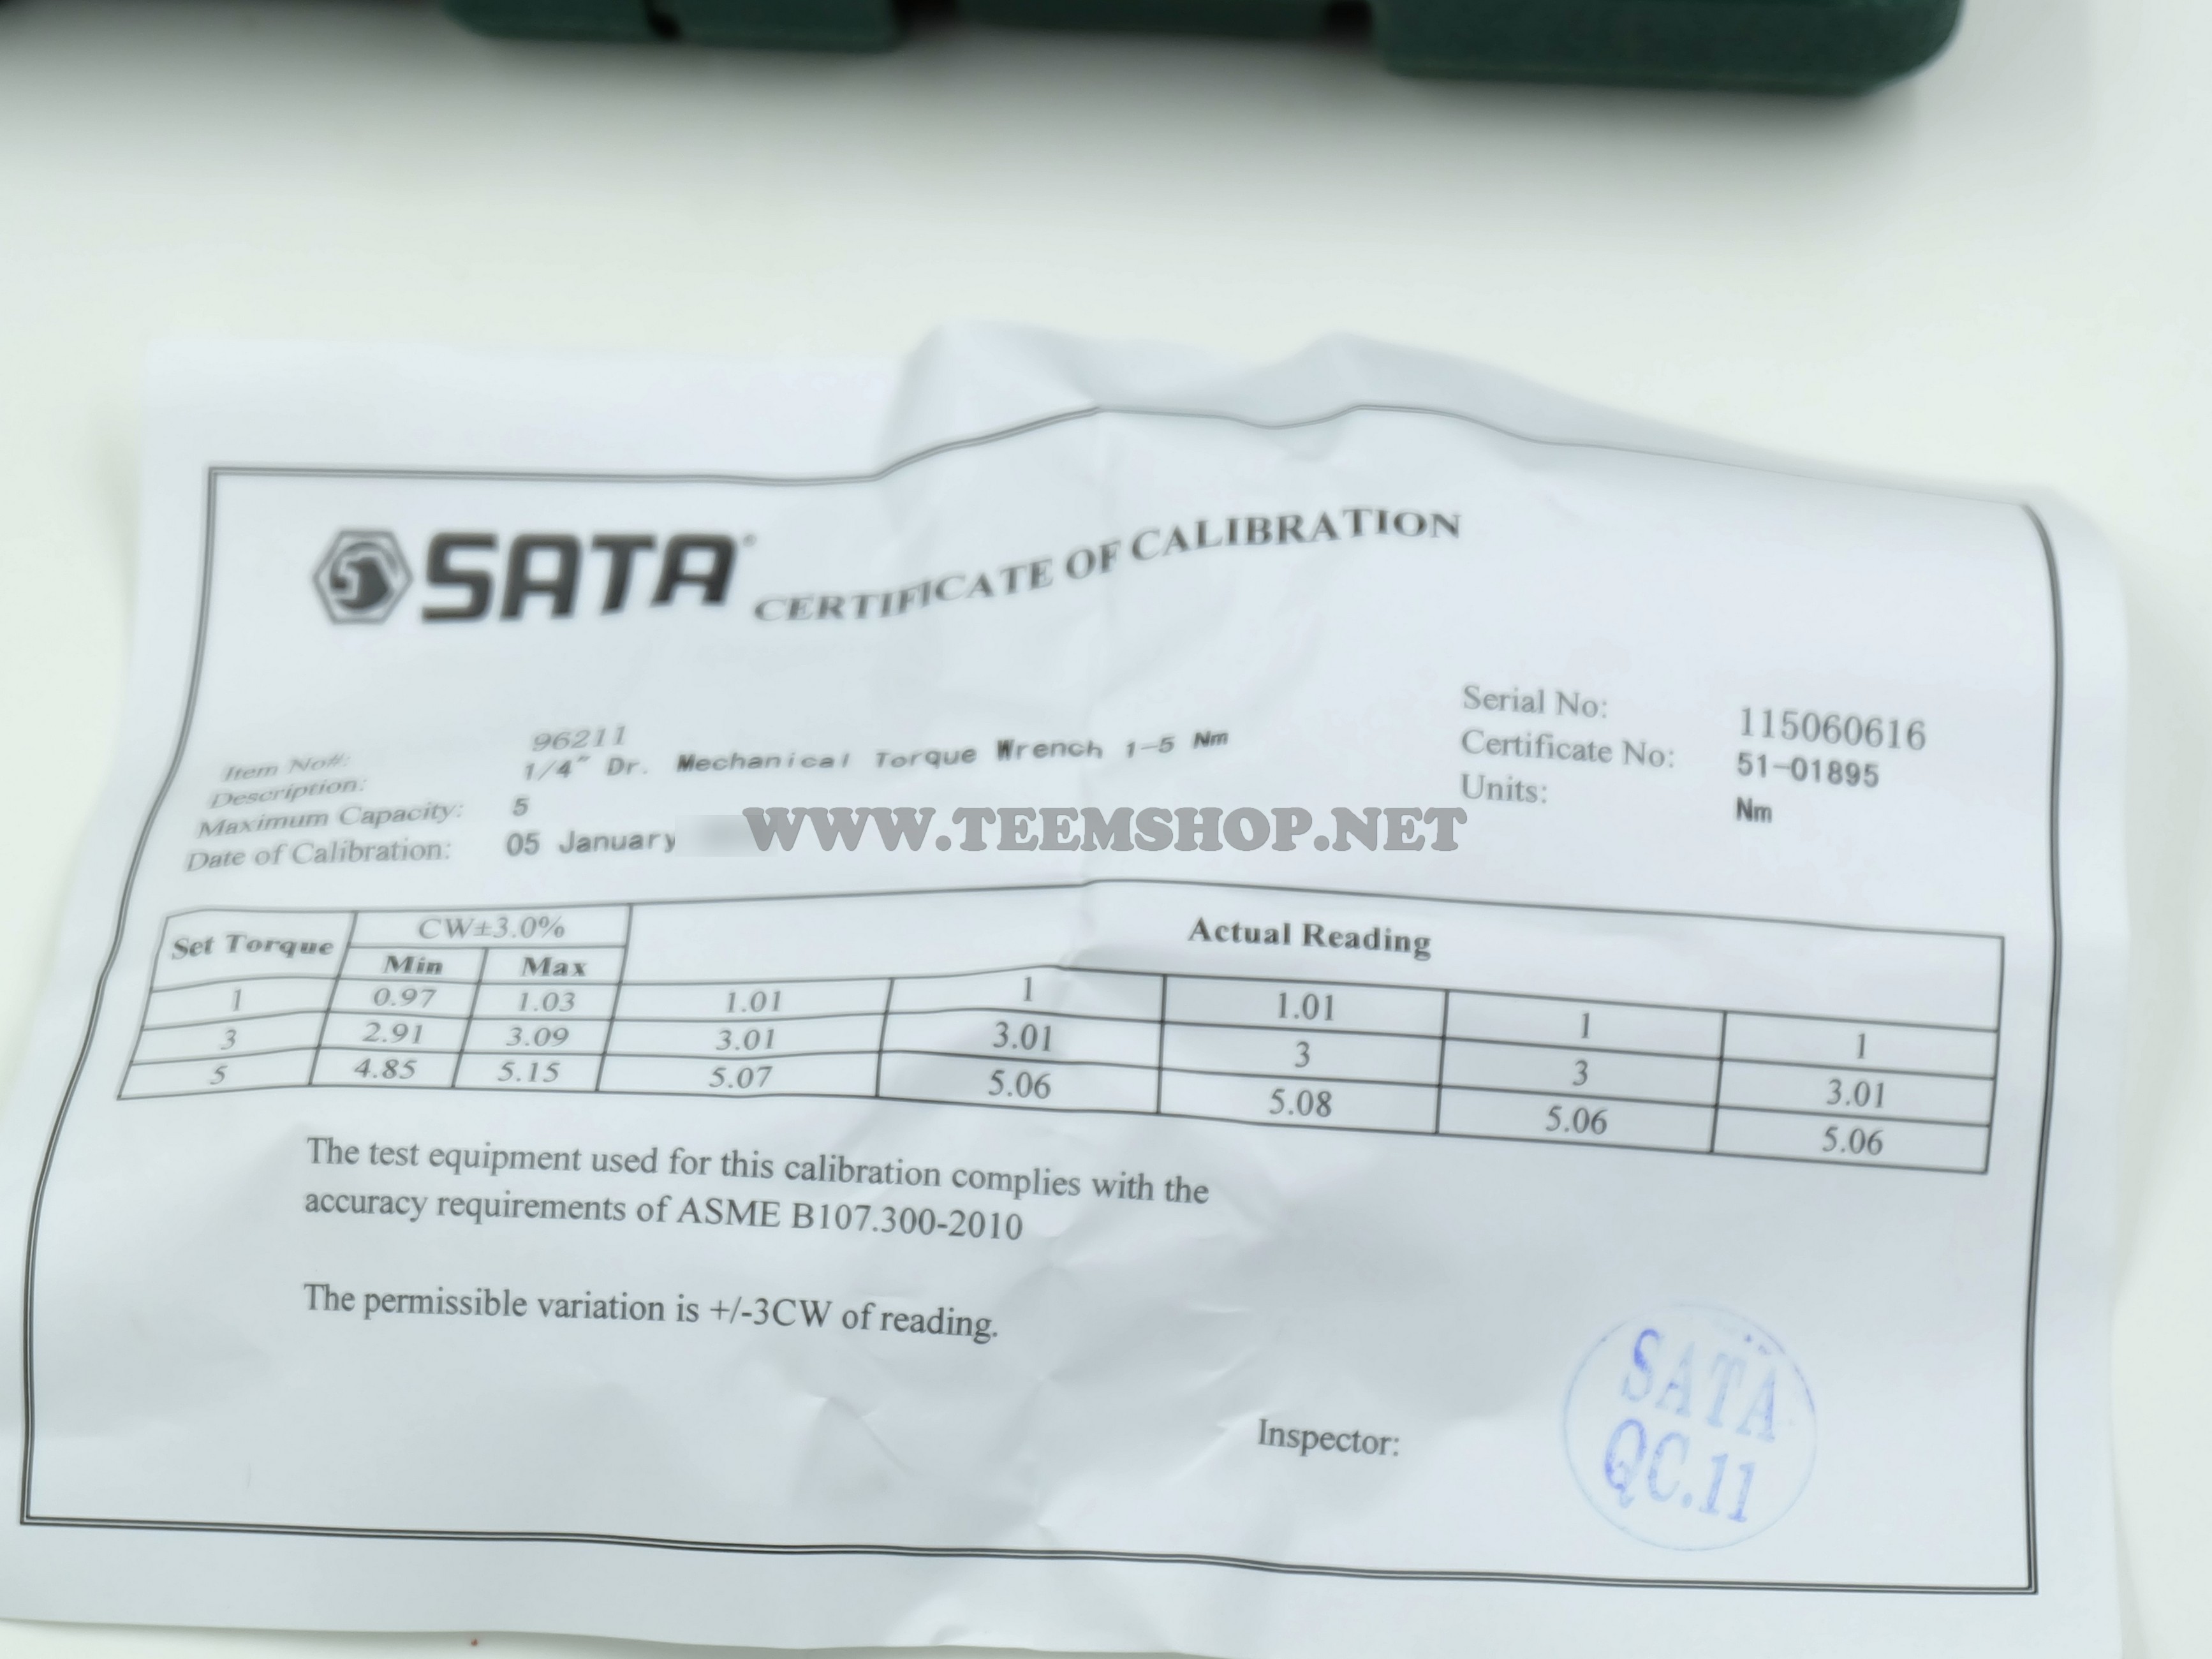 SATA® CERTIFICATE OF CALIBRATION
Item No#: 96211
Description: 1/4" Dr. Mechanical Torque Wrench 1-5 Nm
Maximum Capacity: 5
Date of Calibration: 05 January
Serial No: 115060616
Certificate No: 51-01895
Units: Nm
WWW.TEEMSHOP.NET
Set Torque CW±3.0% Actual Reading
Min Max
1 0.97 1.03 1.01 1 1.01 1 1
3 2.91 3.09 3.01 3.01 3 3 3.01
5 4.85 5.15 5.07 5.06 5.08 5.06 5.06
The test equipment used for this calibration complies with the
accuracy requirements of ASME B107.300-2010
The permissible variation is +/-3CW of reading.
Inspector:
SATA
QC.11